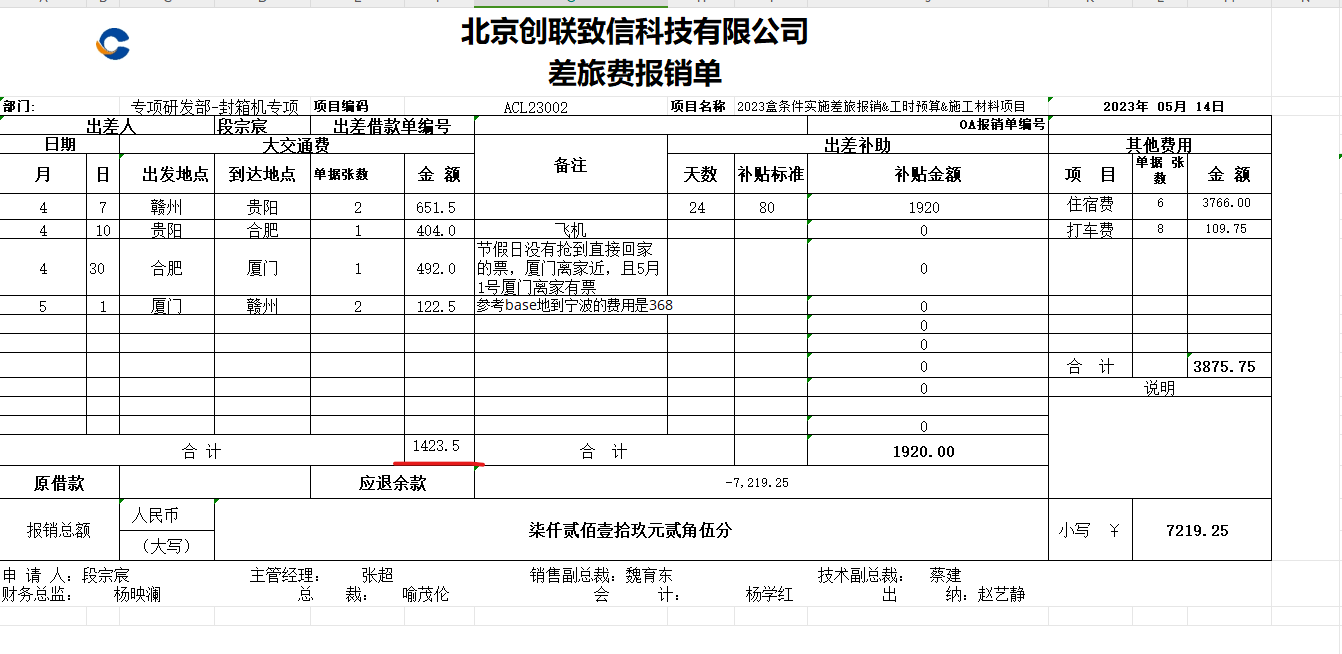 北京创联致信科技有限公司
差旅费报销单
部门: 专项研发部-封箱机专项 项目编码 ACL23002 项目名称 2023盒条件实施差旅报销&工时预算&施工材料项目 2023年 05月 14日
出差人 段宗宸 出差借款单编号 OA报销单编号
日期 大交通费 备注 出差补助 其他费用
月 日 出发地点 到达地点 单据张数 金 额 天数 补贴标准 补贴金额 项 目 单据 张数 金 额
4 7 赣州 贵阳 2 651.5 24 80 1920 住宿费 6 3766.00
4 10 贵阳 合肥 1 404.0 飞机 0 打车费 8 109.75
4 30 合肥 厦门 1 492.0 节假日没有抢到直接回家
的票，厦门离家近，且5月
1号厦门离家有票 0
5 1 厦门 赣州 2 122.5 参考base地到宁波的费用是368 0
0
0
0 合 计 3875.75
0 说明
0
合 计 1423.5 合 计 1920.00
原借款 应退余款 -7,219.25
报销总额 人民币
（大写） 柒仟贰佰壹拾玖元贰角伍分 小写 ￥ 7219.25
申 请 人: 段宗宸 主管经理: 张超 销售副总裁: 魏育东 技术副总裁: 蔡建
财务总监: 杨映澜 总 裁: 喻茂伦 会 计: 杨学红 出 纳: 赵艺静